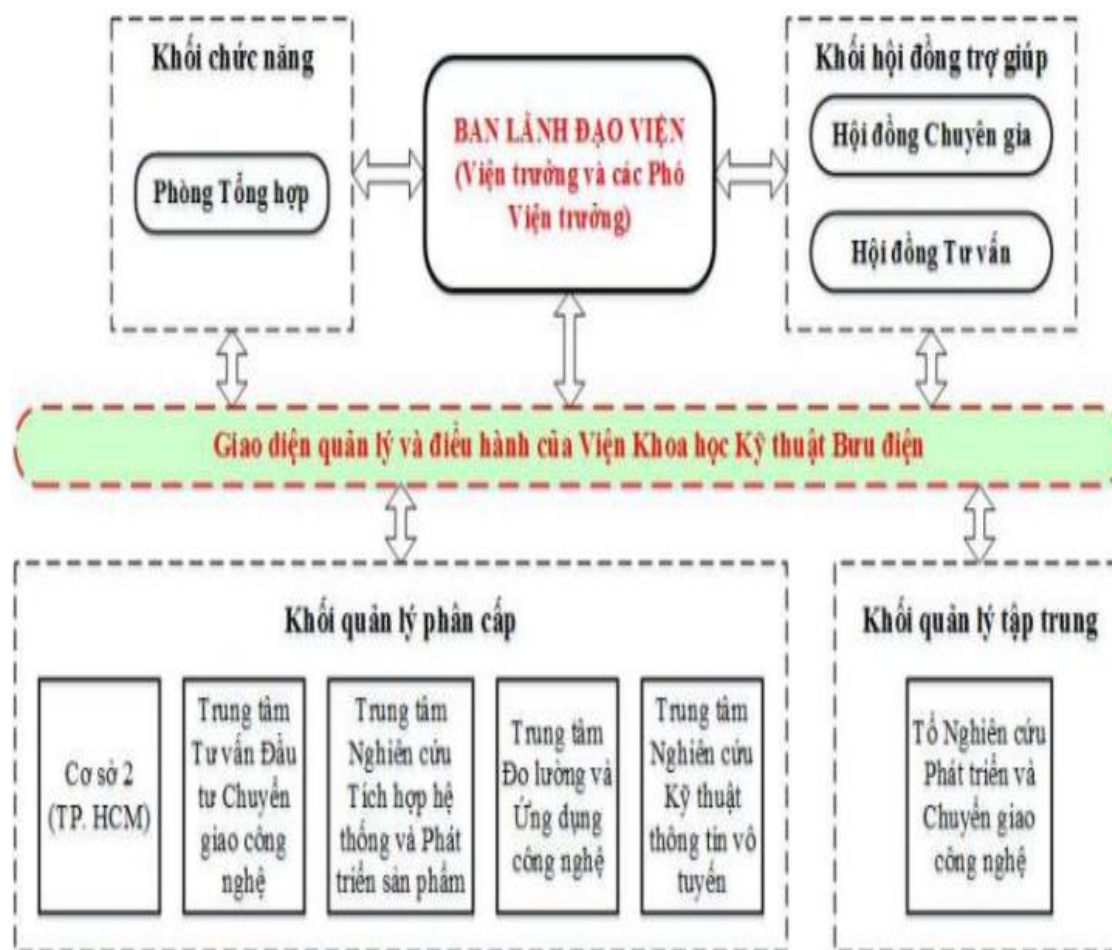 Khối chức năng
Phòng Tổng hợp
BAN LÃNH ĐẠO VIỆN
(Viện trưởng và các Phó
Viện trưởng)
Khối hội đồng trợ giúp
Hội đồng Chuyên gia
Hội đồng Tư vấn
Giao diện quản lý và điều hành của Viện Khoa học Kỹ thuật Bưu điện
Khối quản lý phân cấp
Cơ sở 2
(TP. HCM)
Trung tâm
Tư vấn Đầu
tư Chuyển
giao công
nghệ
Trung tâm
Nghiên cứu
Tích hợp hệ
thống và Phát
triển sản phẩm
Trung tâm
Đo lường và
Ứng dụng
công nghệ
Trung tâm
Nghiên cứu
Kỹ thuật
thông tin vô
tuyến
Khối quản lý tập trung
Tổ Nghiên cứu
Phát triển và
Chuyển giao
công nghệ